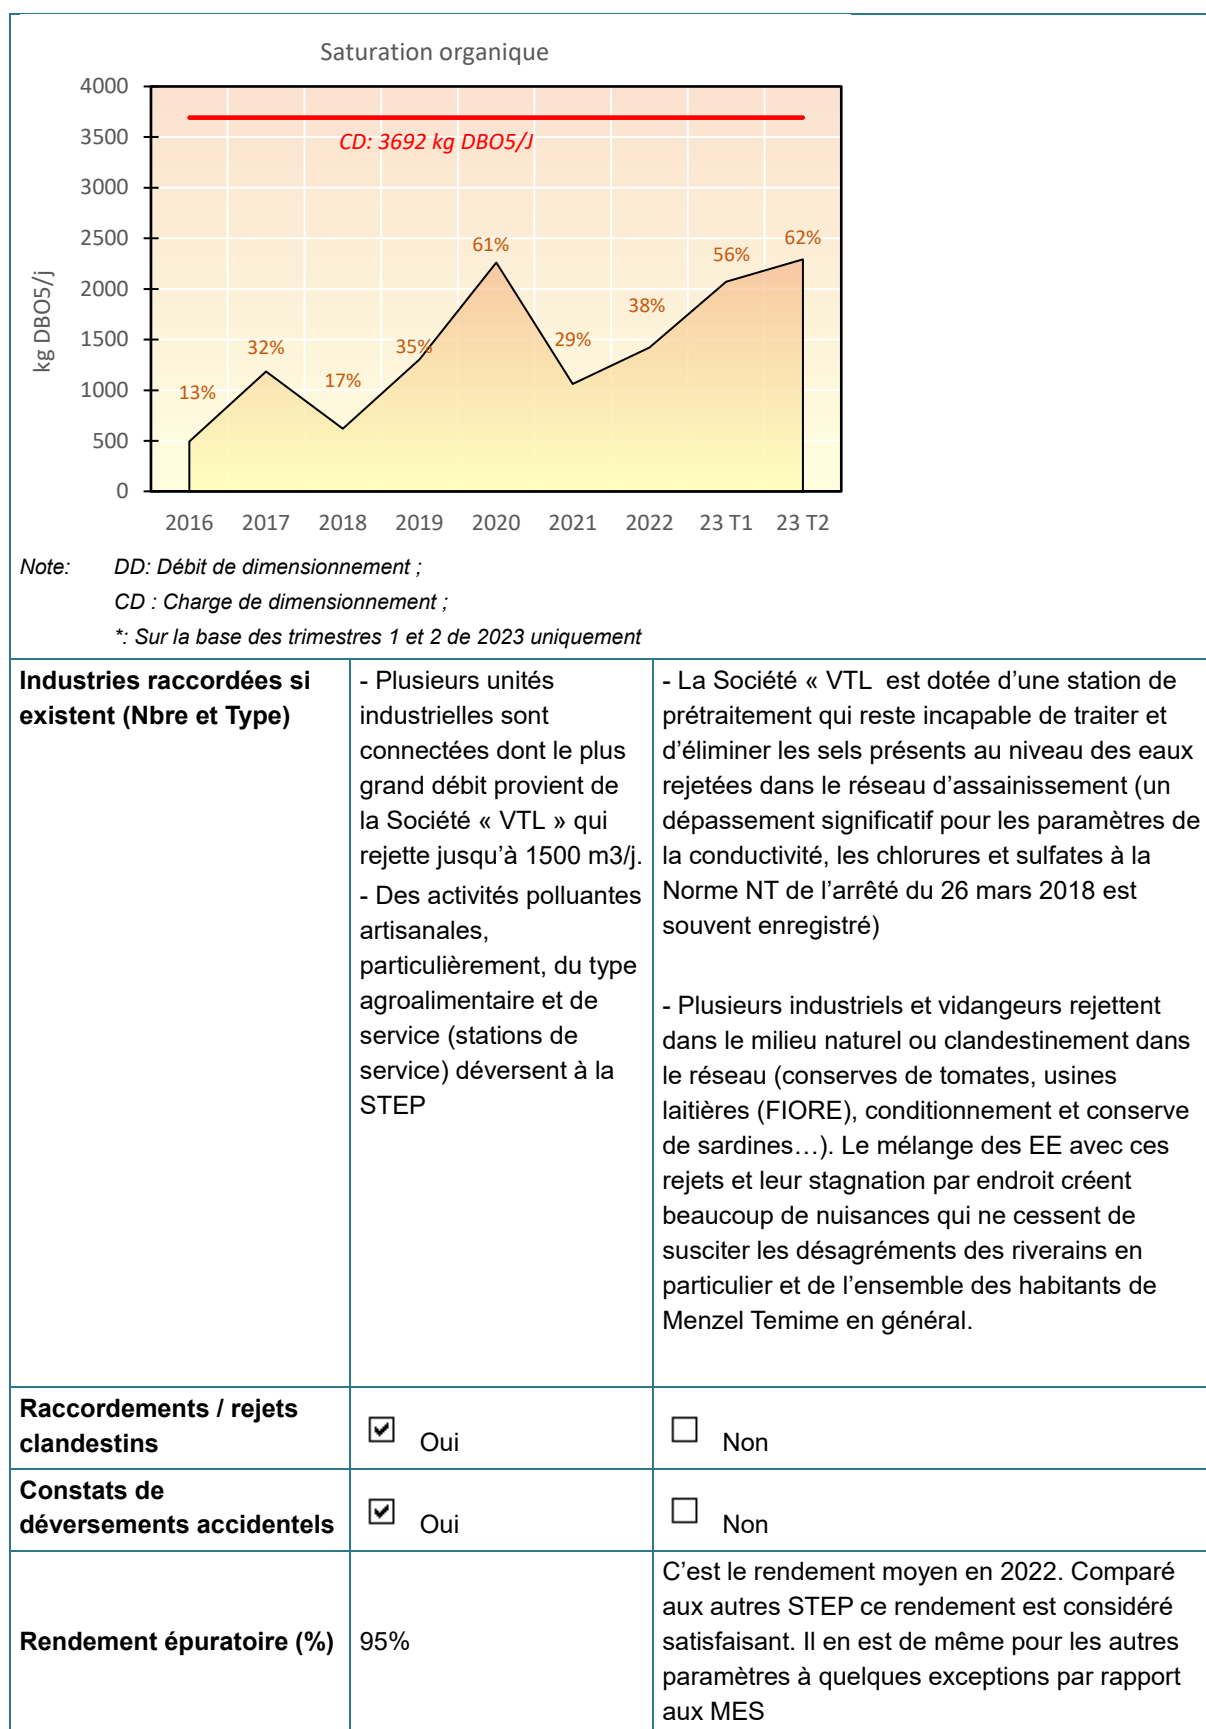 Saturation organique
4000
3500
3000
2500
2000
1500
1000
500
0
kg DBO5/j
CD: 3692 kg DBO5/J
13%
32%
17%
35%
61%
29%
38%
56%
62%
2016 2017 2018 2019 2020 2021 2022 23 T1 23 T2
Note: DD: Débit de dimensionnement ;
CD : Charge de dimensionnement ;
*: Sur la base des trimestres 1 et 2 de 2023 uniquement
Industries raccordées si
existent (Nbre et Type)
- Plusieurs unités
industrielles sont
connectées dont le plus
grand débit provient de
la Société « VTL » qui
rejette jusqu’à 1500 m3/j.
- Des activités polluantes
artisanales,
particulièrement, du type
agroalimentaire et de
service (stations de
service) déversent à la
STEP
- La Société « VTL est dotée d’une station de
prétraitement qui reste incapable de traiter et
d’éliminer les sels présents au niveau des eaux
rejetées dans le réseau d’assainissement (un
dépassement significatif pour les paramètres de
la conductivité, les chlorures et sulfates à la
Norme NT de l’arrêté du 26 mars 2018 est
souvent enregistré)
- Plusieurs industriels et vidangeurs rejettent
dans le milieu naturel ou clandestinement dans
le réseau (conserves de tomates, usines
laitières (FIORE), conditionnement et conserve
de sardines…). Le mélange des EE avec ces
rejets et leur stagnation par endroit créent
beaucoup de nuisances qui ne cessent de
susciter les désagréments des riverains en
particulier et de l’ensemble des habitants de
Menzel Temime en général.
Raccordements / rejets
clandestins
☑ Oui
☐ Non
Constats de
déversements accidentels
☑ Oui
☐ Non
Rendement épuratoire (%)
95%
C’est le rendement moyen en 2022. Comparé
aux autres STEP ce rendement est considéré
satisfaisant. Il en est de même pour les autres
paramètres à quelques exceptions par rapport
aux MES